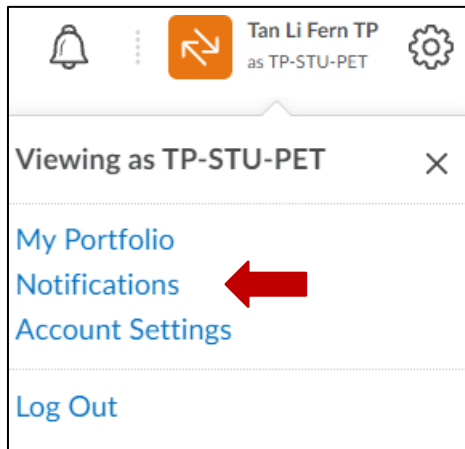 Tan Li Fern TP
as TP-STU-PET
Viewing as TP-STU-PET
My Portfolio
Notifications
Account Settings
Log Out